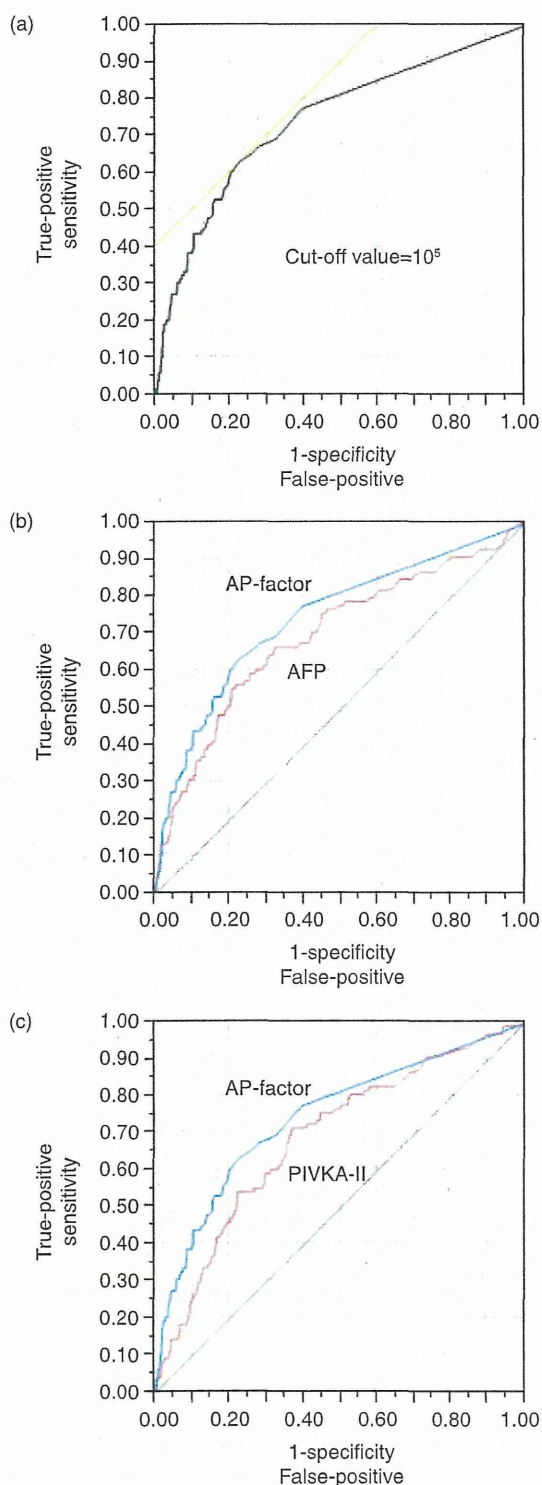 (a)
1.00
0.90
0.80
0.70
0.60
0.50
0.40
0.30
0.20
0.10
0.00
True-positive
sensitivity
Cut-off value=10⁵
0.00 0.20 0.40 0.60 0.80 1.00
1-specificity
False-positive
(b)
1.00
0.90
0.80
0.70
0.60
0.50
0.40
0.30
0.20
0.10
0.00
True-positive
sensitivity
AP-factor
AFP
0.00 0.20 0.40 0.60 0.80 1.00
1-specificity
False-positive
(c)
1.00
0.90
0.80
0.70
0.60
0.50
0.40
0.30
0.20
0.10
0.00
True-positive
sensitivity
AP-factor
PIVKA-II
0.00 0.20 0.40 0.60 0.80 1.00
1-specificity
False-positive